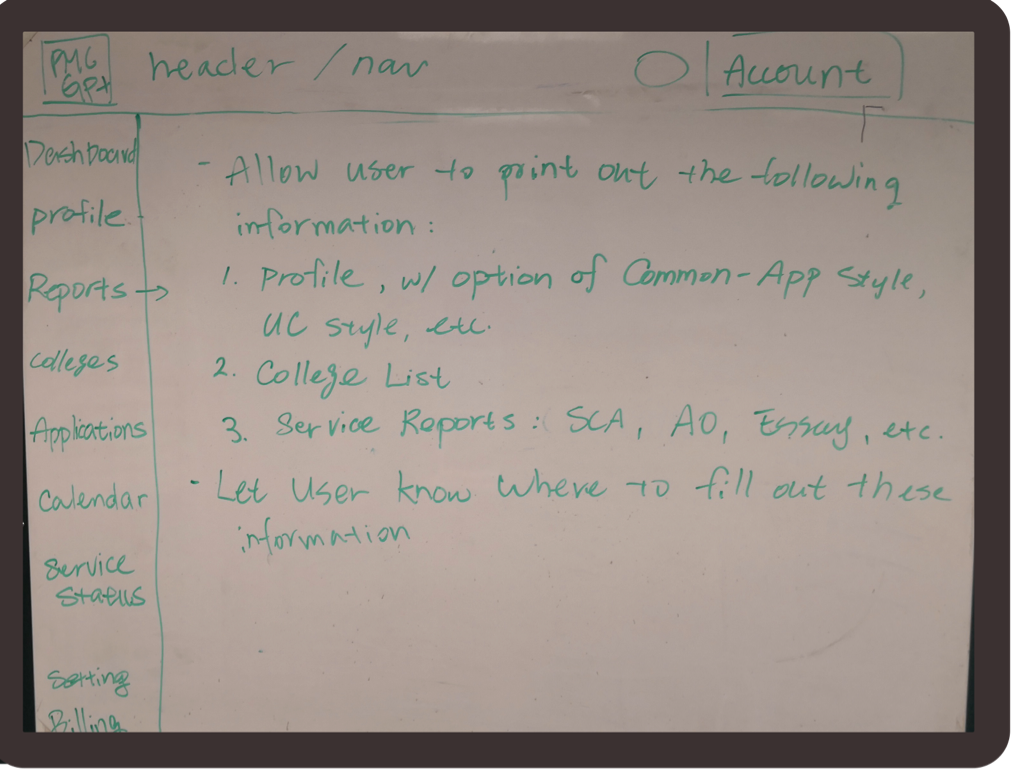 PMG
GPt
header / nav
Account
Dashboard
profile
Reports →
Colleges
Applications
Calendar
Service
Status
Setting
Billing
- Allow user to print out the following
information :
1. Profile, w/ option of Common-App Style,
UC style, etc.
2. College List
3. Service Reports : SCA, AO, Essay, etc.
- Let User know where to fill out these
information